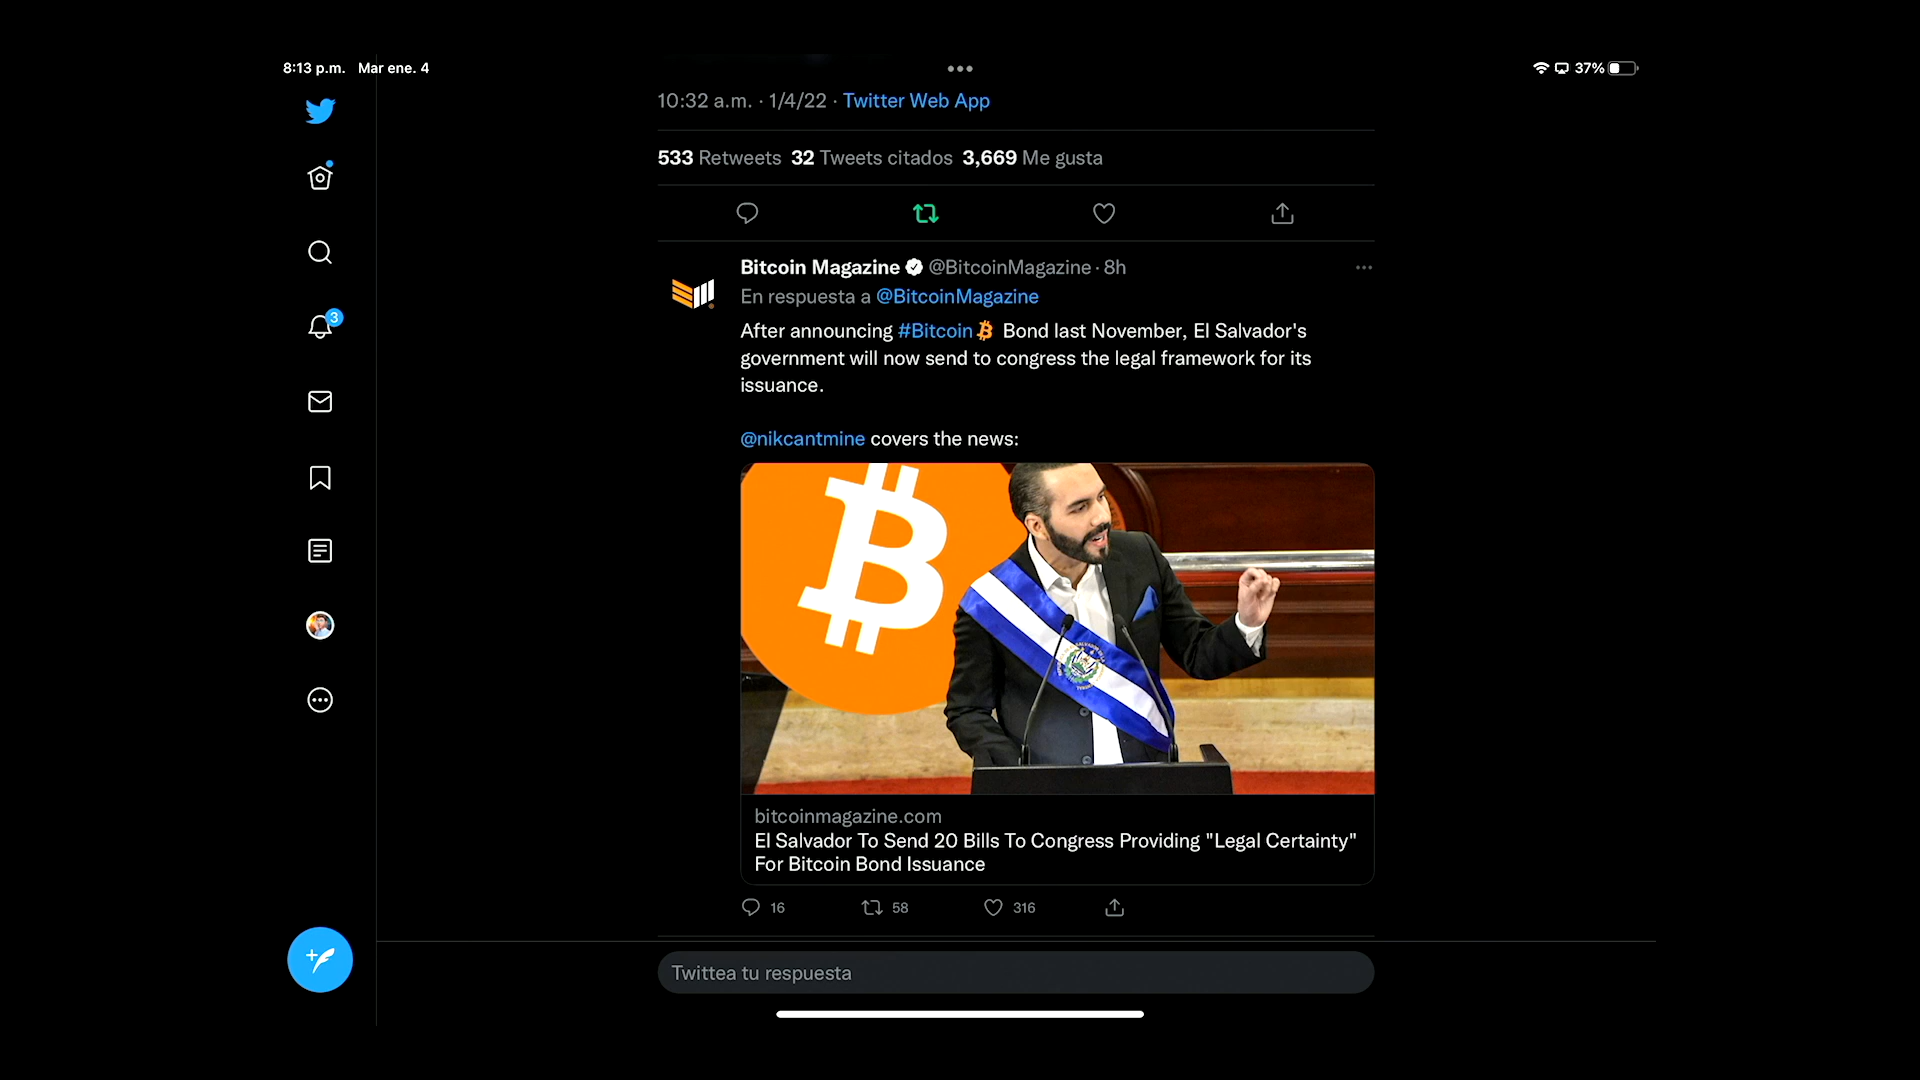 8:13 p.m. Mar ene. 4
37%
10:32 a.m. · 1/4/22 · Twitter Web App
533 Retweets 32 Tweets citados 3,669 Me gusta
3
Bitcoin Magazine @BitcoinMagazine · 8h
En respuesta a @BitcoinMagazine
After announcing #Bitcoin Bond last November, El Salvador's
government will now send to congress the legal framework for its
issuance.
@nikcantmine covers the news:
bitcoinmagazine.com
El Salvador To Send 20 Bills To Congress Providing "Legal Certainty"
For Bitcoin Bond Issuance
16 58 316
Twittea tu respuesta